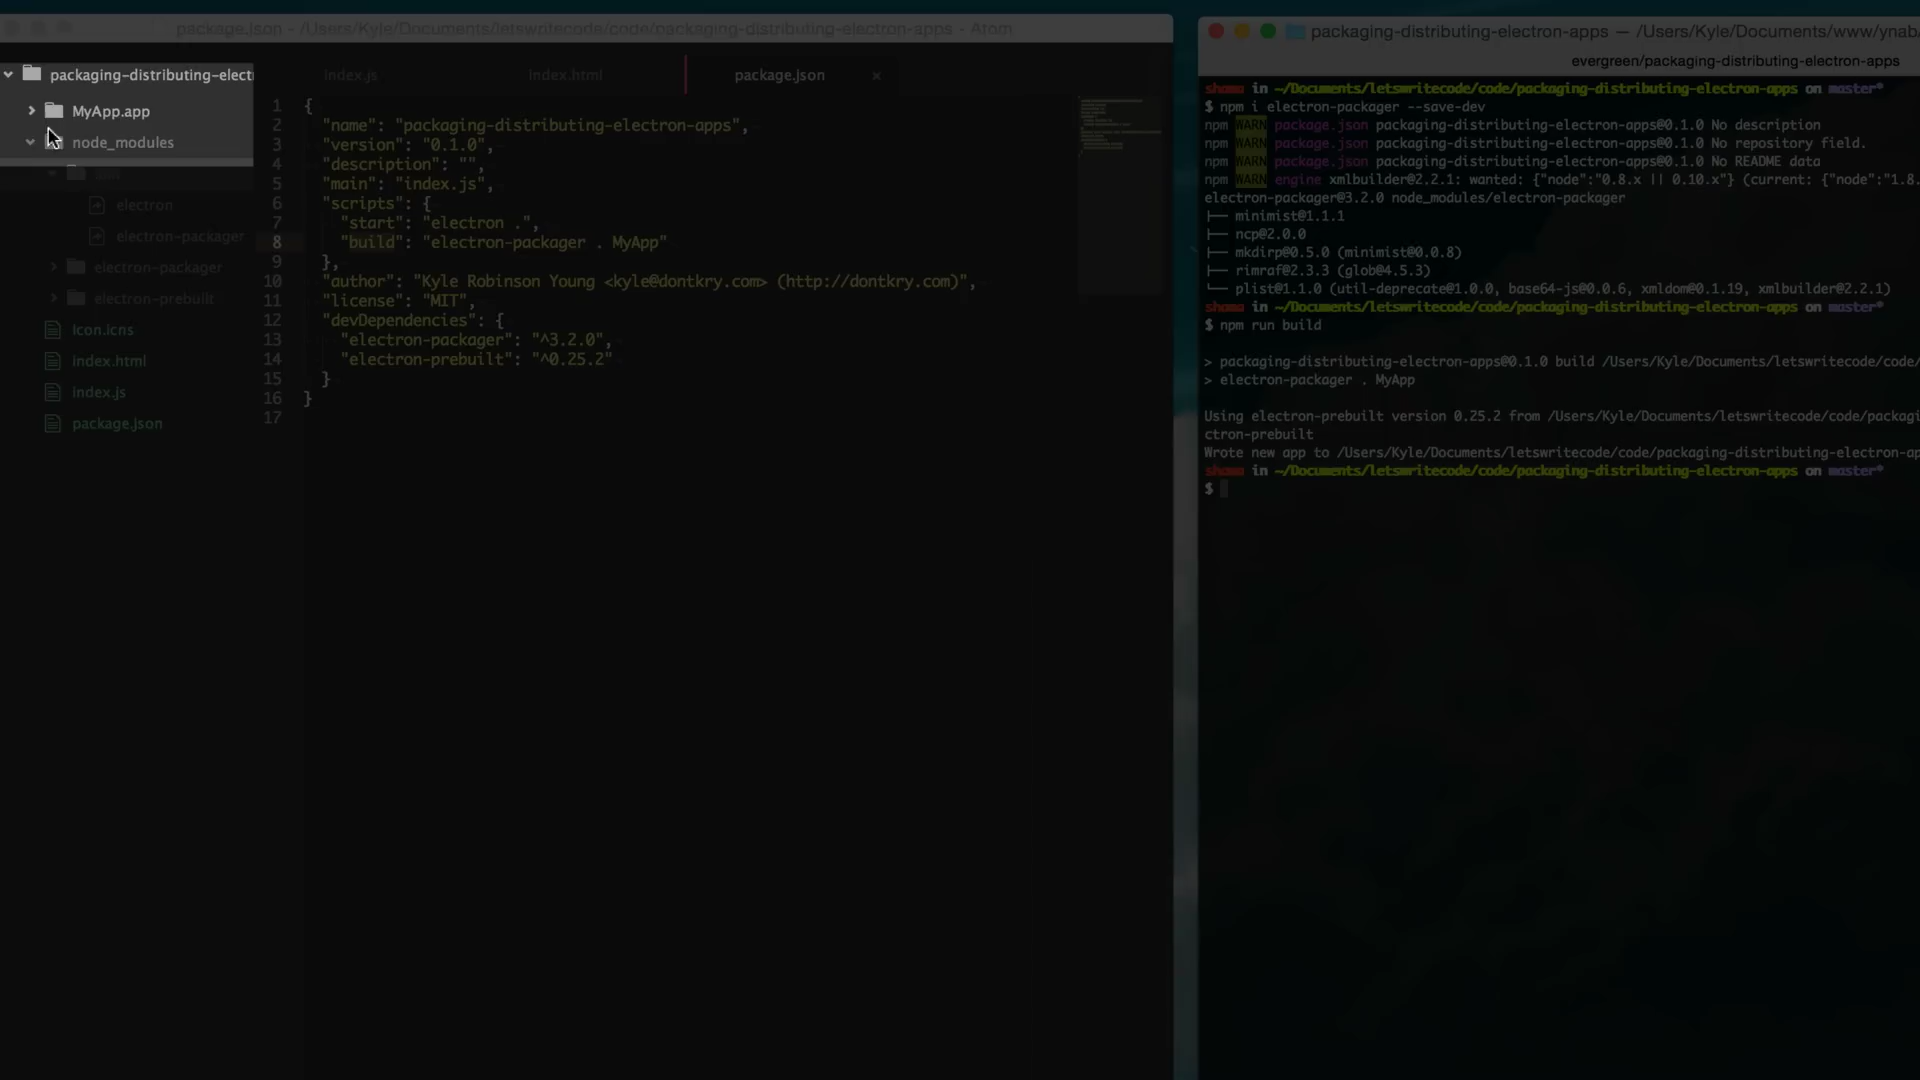 package.json - /Users/Kyle/Documents/letswritecode/code/packaging-distributing-electron-apps - Atom
packaging-distributing-elect
MyApp.app
node_modules
electron
electron-packager
electron-packager
electron-prebuilt
Icon.icns
index.html
index.js
package.json
index.js
index.html
package.json
1 {
2 "name": "packaging-distributing-electron-apps",
3 "version": "0.1.0",
4 "description": "",
5 "main": "index.js",
6 "scripts": {
7 "start": "electron .",
8 "build": "electron-packager . MyApp"
9 },
10 "author": "Kyle Robinson Young <kyle@dontkry.com> (http://dontkry.com)",
11 "license": "MIT",
12 "devDependencies": {
13 "electron-packager": "^3.2.0",
14 "electron-prebuilt": "^0.25.2"
15 }
16 }
17
packaging-distributing-electron-apps — /Users/Kyle/Documents/www/ynab
evergreen/packaging-distributing-electron-apps
shama in ~/Documents/letswritecode/code/packaging-distributing-electron-apps on master*
$ npm i electron-packager --save-dev
npm WARN package.json packaging-distributing-electron-apps@0.1.0 No description
npm WARN package.json packaging-distributing-electron-apps@0.1.0 No repository field.
npm WARN package.json packaging-distributing-electron-apps@0.1.0 No README data
npm WARN engine xmlbuilder@2.2.1: wanted: {"node":"0.8.x || 0.10.x"} (current: {"node":"1.8.
electron-packager@3.2.0 node_modules/electron-packager
├── minimist@1.1.1
├── ncp@2.0.0
├── mkdirp@0.5.0 (minimist@0.0.8)
├── rimraf@2.3.3 (glob@4.5.3)
└── plist@1.1.0 (util-deprecate@1.0.0, base64-js@0.0.6, xmldom@0.1.19, xmlbuilder@2.2.1)
shama in ~/Documents/letswritecode/code/packaging-distributing-electron-apps on master*
$ npm run build
> packaging-distributing-electron-apps@0.1.0 build /Users/Kyle/Documents/letswritecode/code/
> electron-packager . MyApp
Using electron-prebuilt version 0.25.2 from /Users/Kyle/Documents/letswritecode/code/packagi
ctron-prebuilt
Wrote new app to /Users/Kyle/Documents/letswritecode/code/packaging-distributing-electron-ap
shama in ~/Documents/letswritecode/code/packaging-distributing-electron-apps on master*
$